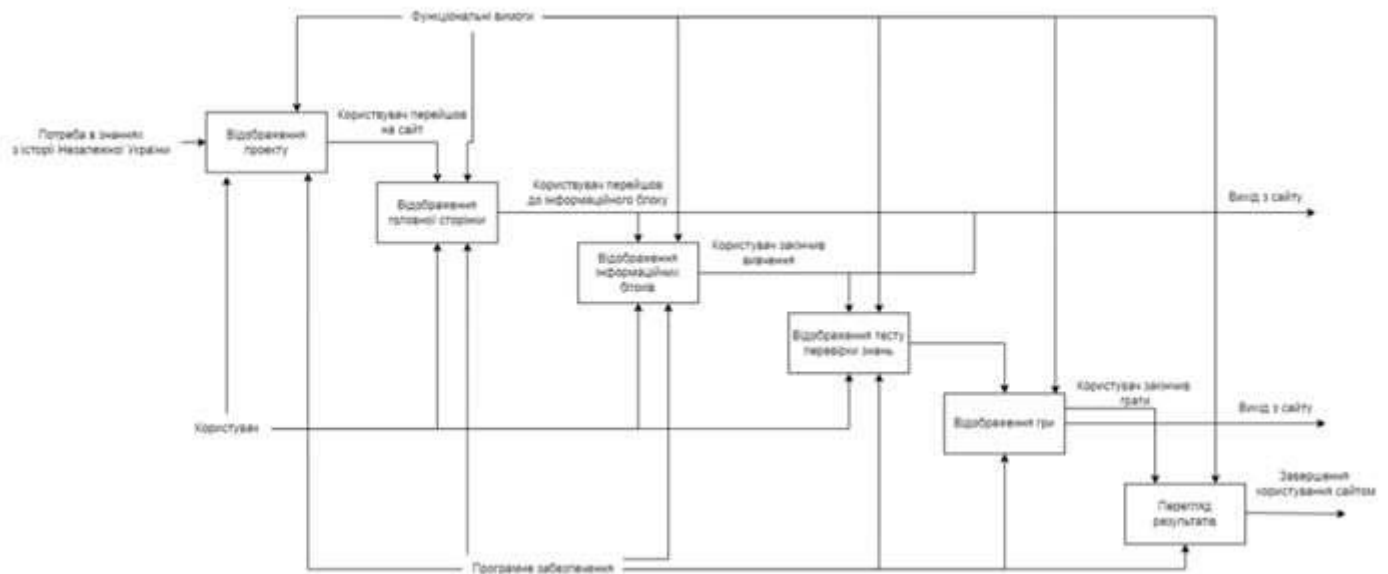 Функціональні вимоги
Потреба в знаннях
з історії Незалежної України
Відображення
проекту
Користувач перейшов
на сайт
Відображення
головної сторінки
Користувач перейшов
до інформаційного блоку
Вихід з сайту
Відображення
інформаційних
блоків
Користувач закінчив
вивчення
Відображення тесту
перевірки знань
Користувач
Відображення гри
Користувач закінчив
грати
Вихід з сайту
Перегляд
результатів
Завершення
користування сайтом
Програмне забезпечення